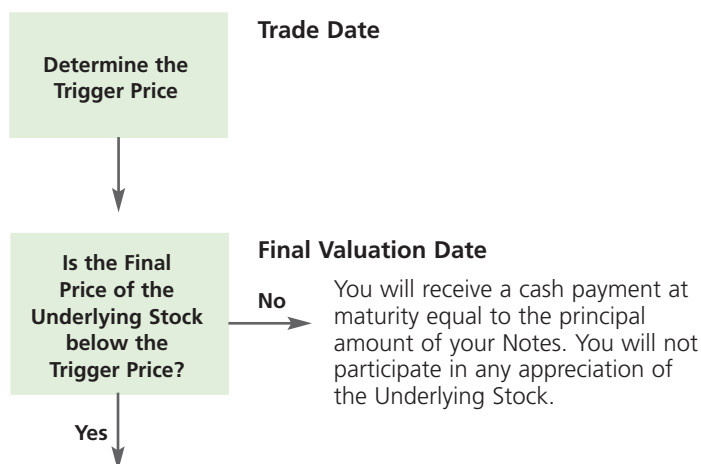 Trade Date
Determine the
Trigger Price
Final Valuation Date
Is the Final
Price of the
Underlying Stock
below the
Trigger Price?
No
You will receive a cash payment at
maturity equal to the principal
amount of your Notes. You will not
participate in any appreciation of
the Underlying Stock.
Yes